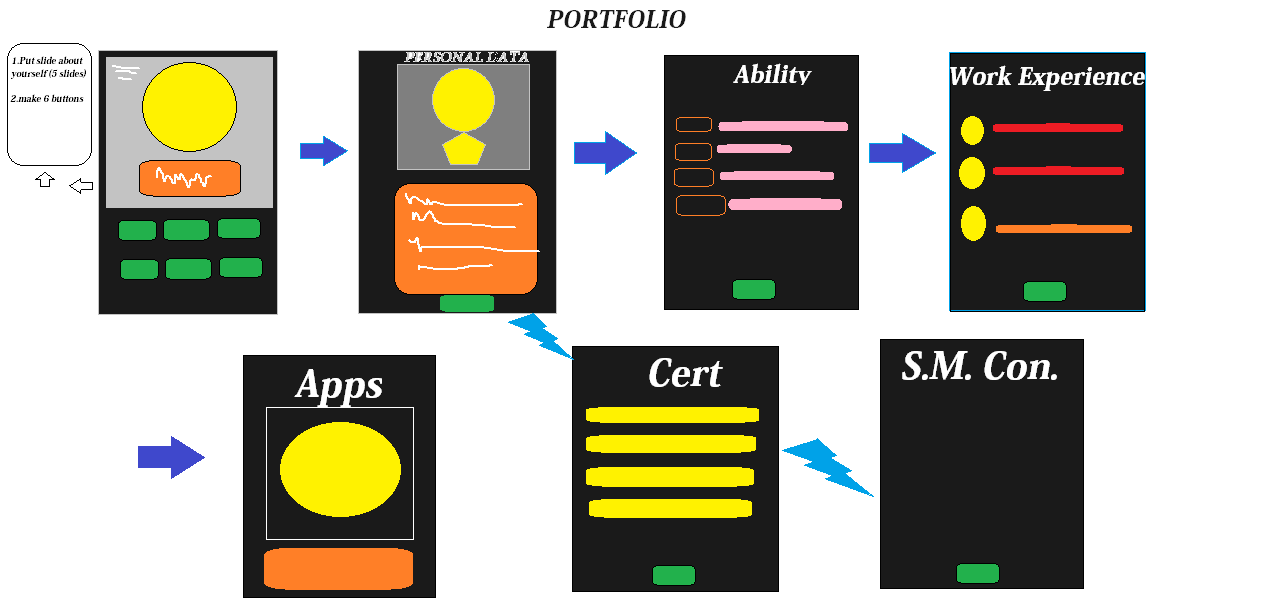 PORTFOLIO
1.Put slide about
yourself (5 slides)
2.make 6 buttons
PERSONAL DATA
Ability
Work Experience
Apps
Cert
S.M. Con.